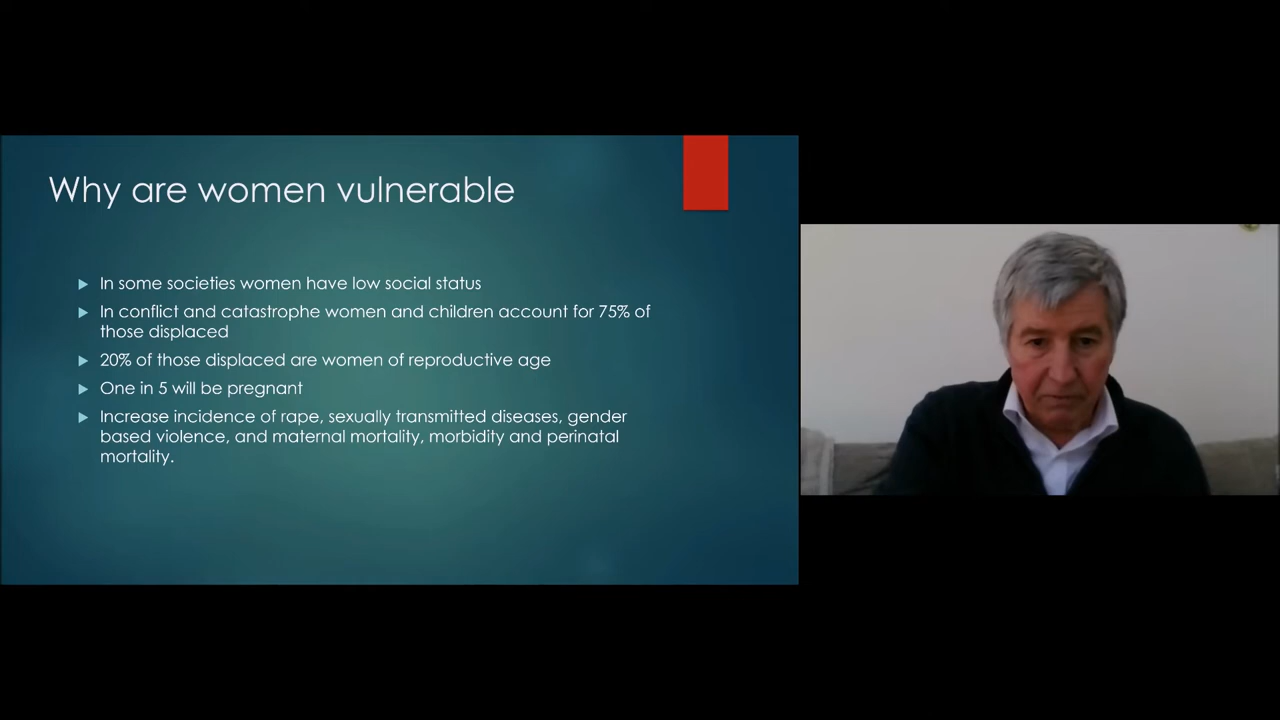 Why are women vulnerable
In some societies women have low social status
In conflict and catastrophe women and children account for 75% of
those displaced
20% of those displaced are women of reproductive age
One in 5 will be pregnant
Increase incidence of rape, sexually transmitted diseases, gender
based violence, and maternal mortality, morbidity and perinatal
mortality.